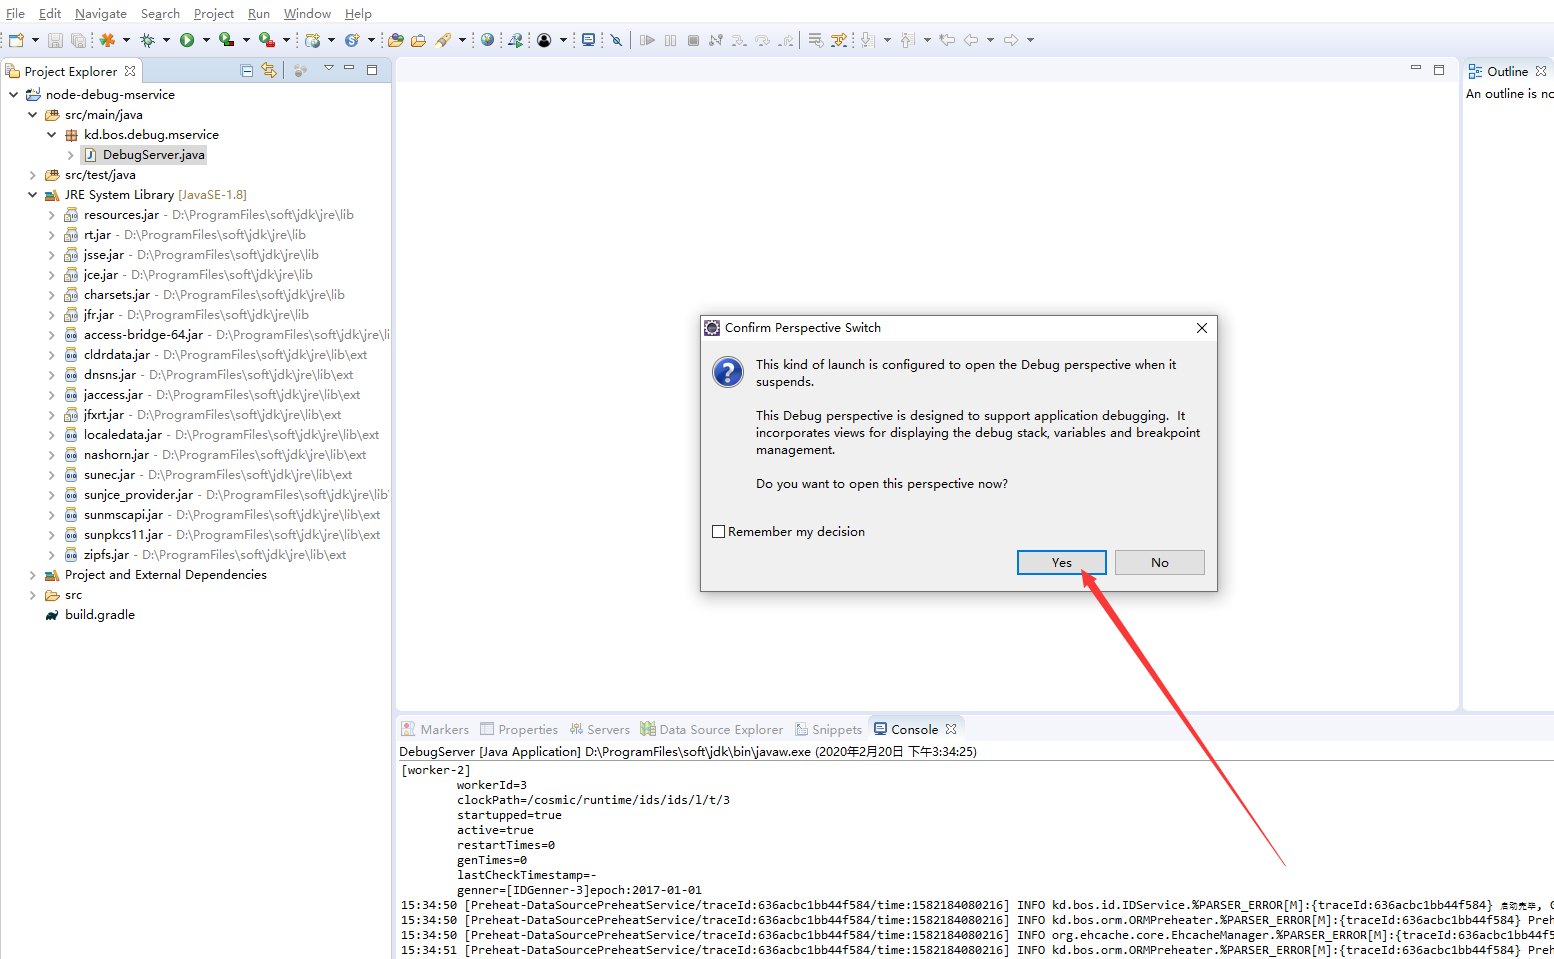 File Edit Navigate Search Project Run Window Help
Project Explorer
node-debug-mservice
src/main/java
kd.bos.debug.mservice
DebugServer.java
src/test/java
JRE System Library [JavaSE-1.8]
resources.jar - D:\ProgramFiles\soft\jdk\jre\lib
rt.jar - D:\ProgramFiles\soft\jdk\jre\lib
jsse.jar - D:\ProgramFiles\soft\jdk\jre\lib
jce.jar - D:\ProgramFiles\soft\jdk\jre\lib
charsets.jar - D:\ProgramFiles\soft\jdk\jre\lib
jfr.jar - D:\ProgramFiles\soft\jdk\jre\lib
access-bridge-64.jar - D:\ProgramFiles\soft\jdk\jre\li
cldrdata.jar - D:\ProgramFiles\soft\jdk\jre\lib\ext
dnsns.jar - D:\ProgramFiles\soft\jdk\jre\lib\ext
jaccess.jar - D:\ProgramFiles\soft\jdk\jre\lib\ext
jfxrt.jar - D:\ProgramFiles\soft\jdk\jre\lib\ext
localedata.jar - D:\ProgramFiles\soft\jdk\jre\lib\ext
nashorn.jar - D:\ProgramFiles\soft\jdk\jre\lib\ext
sunec.jar - D:\ProgramFiles\soft\jdk\jre\lib\ext
sunjce_provider.jar - D:\ProgramFiles\soft\jdk\jre\lib\
sunmscapi.jar - D:\ProgramFiles\soft\jdk\jre\lib\ext
sunpkcs11.jar - D:\ProgramFiles\soft\jdk\jre\lib\ext
zipfs.jar - D:\ProgramFiles\soft\jdk\jre\lib\ext
Project and External Dependencies
src
build.gradle
Outline
An outline is no
Confirm Perspective Switch
This kind of launch is configured to open the Debug perspective when it
suspends.
This Debug perspective is designed to support application debugging. It
incorporates views for displaying the debug stack, variables and breakpoint
management.
Do you want to open this perspective now?
Remember my decision
Yes No
Markers Properties Servers Data Source Explorer Snippets Console
DebugServer [Java Application] D:\ProgramFiles\soft\jdk\bin\javaw.exe (2020年2月20日 下午3:34:25)
[worker-2]
workerId=3
clockPath=/cosmic/runtime/ids/ids/l/t/3
startupped=true
active=true
restartTimes=0
genTimes=0
lastCheckTimestamp=-
genner=[IDGenner-3]epoch:2017-01-01
15:34:50 [Preheat-DataSourcePreheatService/traceId:636acbc1bb44f584/time:1582184080216] INFO kd.bos.id.IDService.%PARSER_ERROR[M]:{traceId:636acbc1bb44f584} 启动完毕,
15:34:50 [Preheat-DataSourcePreheatService/traceId:636acbc1bb44f584/time:1582184080216] INFO kd.bos.orm.ORMPreheater.%PARSER_ERROR[M]:{traceId:636acbc1bb44f584} Preh
15:34:50 [Preheat-DataSourcePreheatService/traceId:636acbc1bb44f584/time:1582184080216] INFO org.ehcache.core.EhcacheManager.%PARSER_ERROR[M]:{traceId:636acbc1bb44f5
15:34:51 [Preheat-DataSourcePreheatService/traceId:636acbc1bb44f584/time:1582184080216] INFO kd.bos.orm.ORMPreheater.%PARSER_ERROR[M]:{traceId:636acbc1bb44f584} Preh